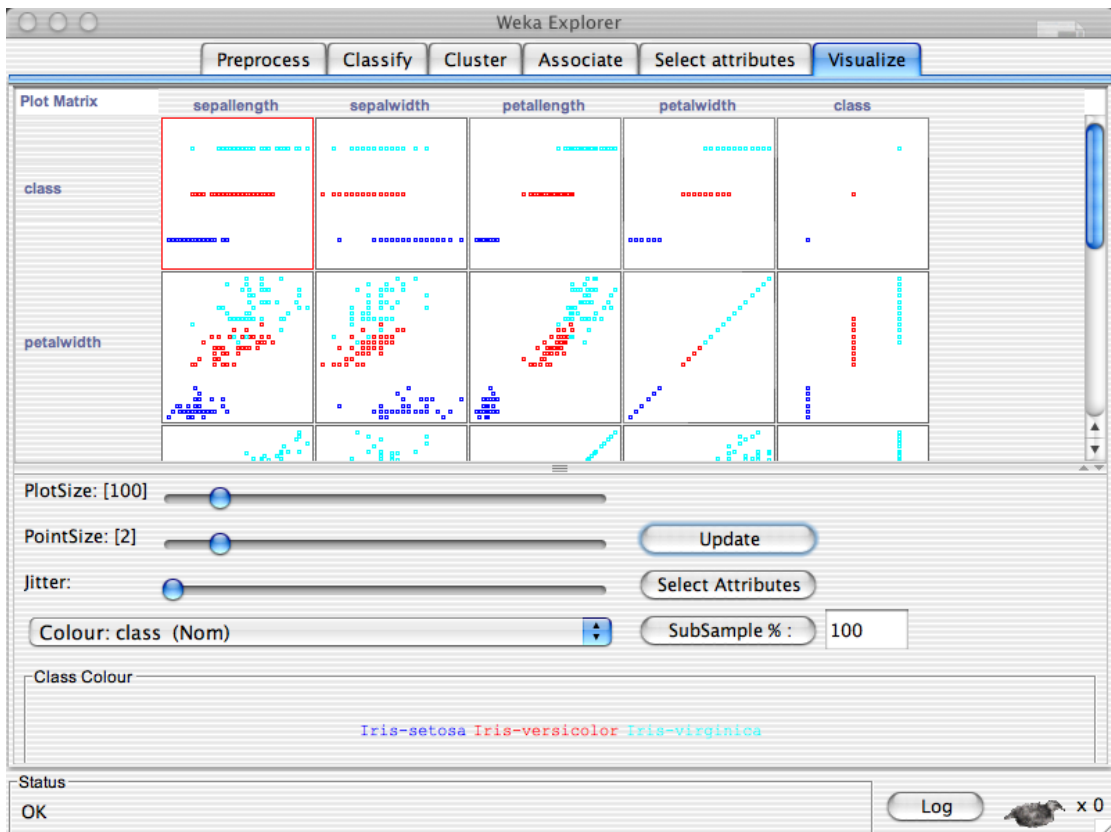 Weka Explorer
Preprocess Classify Cluster Associate Select attributes Visualize
Plot Matrix sepallength sepalwidth petallength petalwidth class
class
petalwidth
PlotSize: [100]
PointSize: [2] Update
Jitter: Select Attributes
Colour: class (Nom) SubSample % : 100
Class Colour
Iris-setosa Iris-versicolor Iris-virginica
Status
OK Log x 0